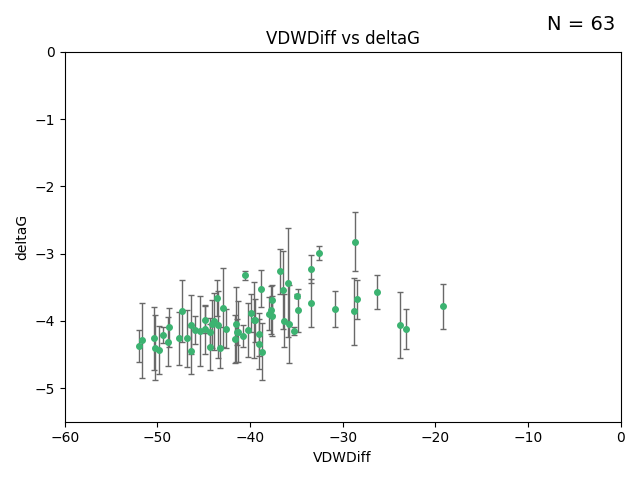 N = 63
VDWDiff vs deltaG
0
−1
−2
−3
−4
−5
deltaG
−60 −50 −40 −30 −20 −10 0
VDWDiff